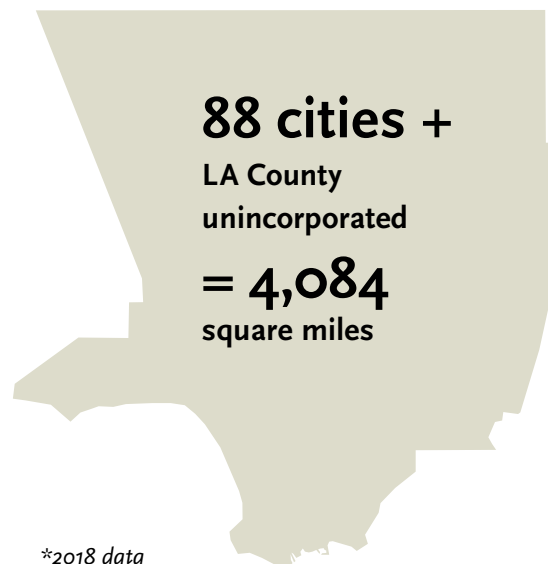 88 cities +
LA County
unincorporated
= 4,084
square miles
*2018 data